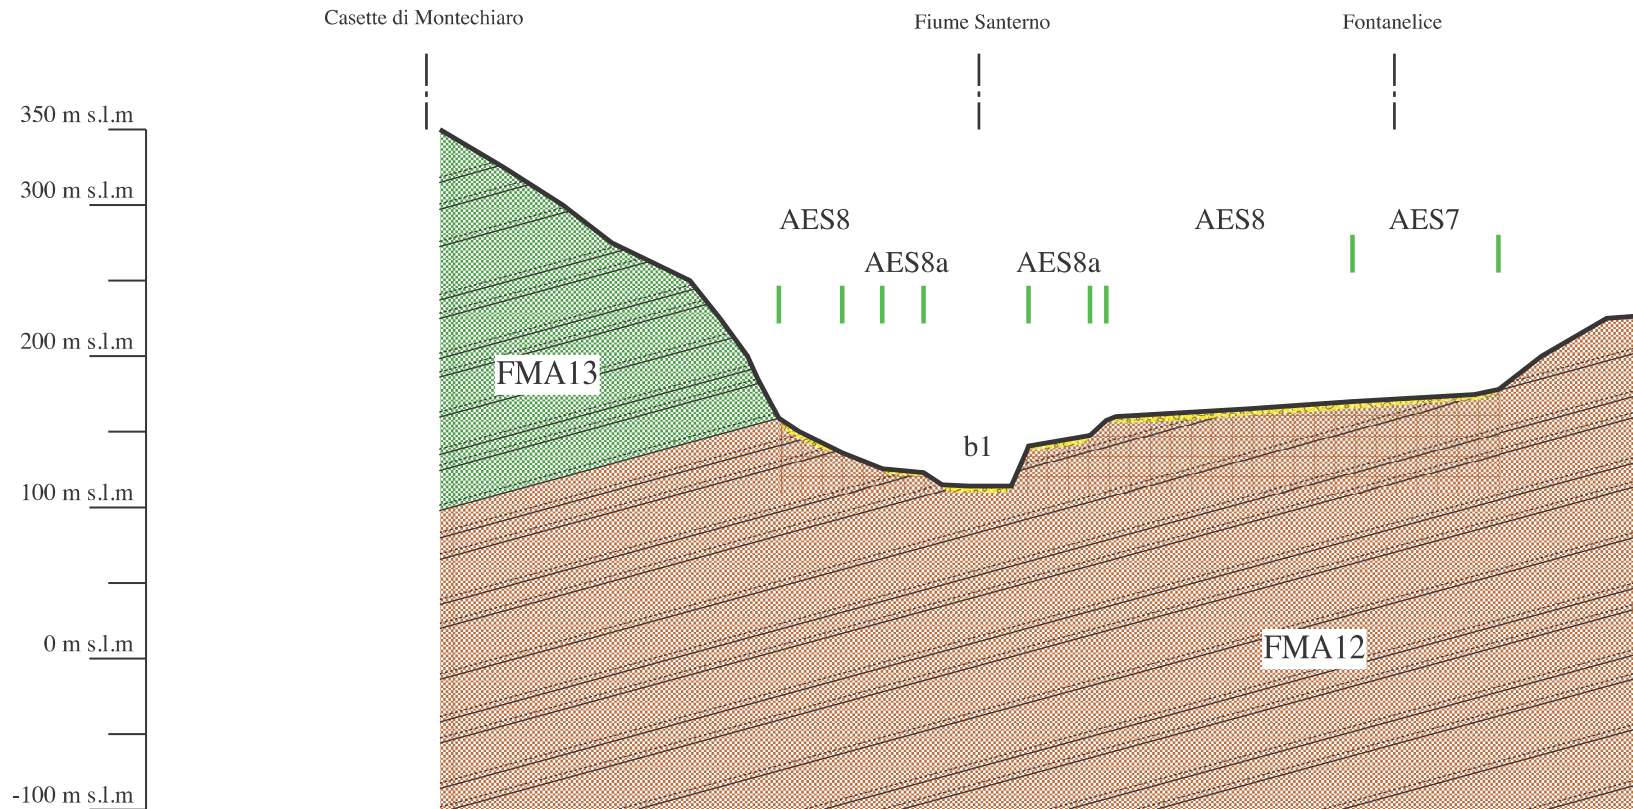 Casette di Montechiaro
Fiume Santerno
Fontanelice
350 m s.l.m
300 m s.l.m
200 m s.l.m
100 m s.l.m
0 m s.l.m
-100 m s.l.m
AES8
AES8a
AES8a
AES8
AES7
FMA13
b1
FMA12